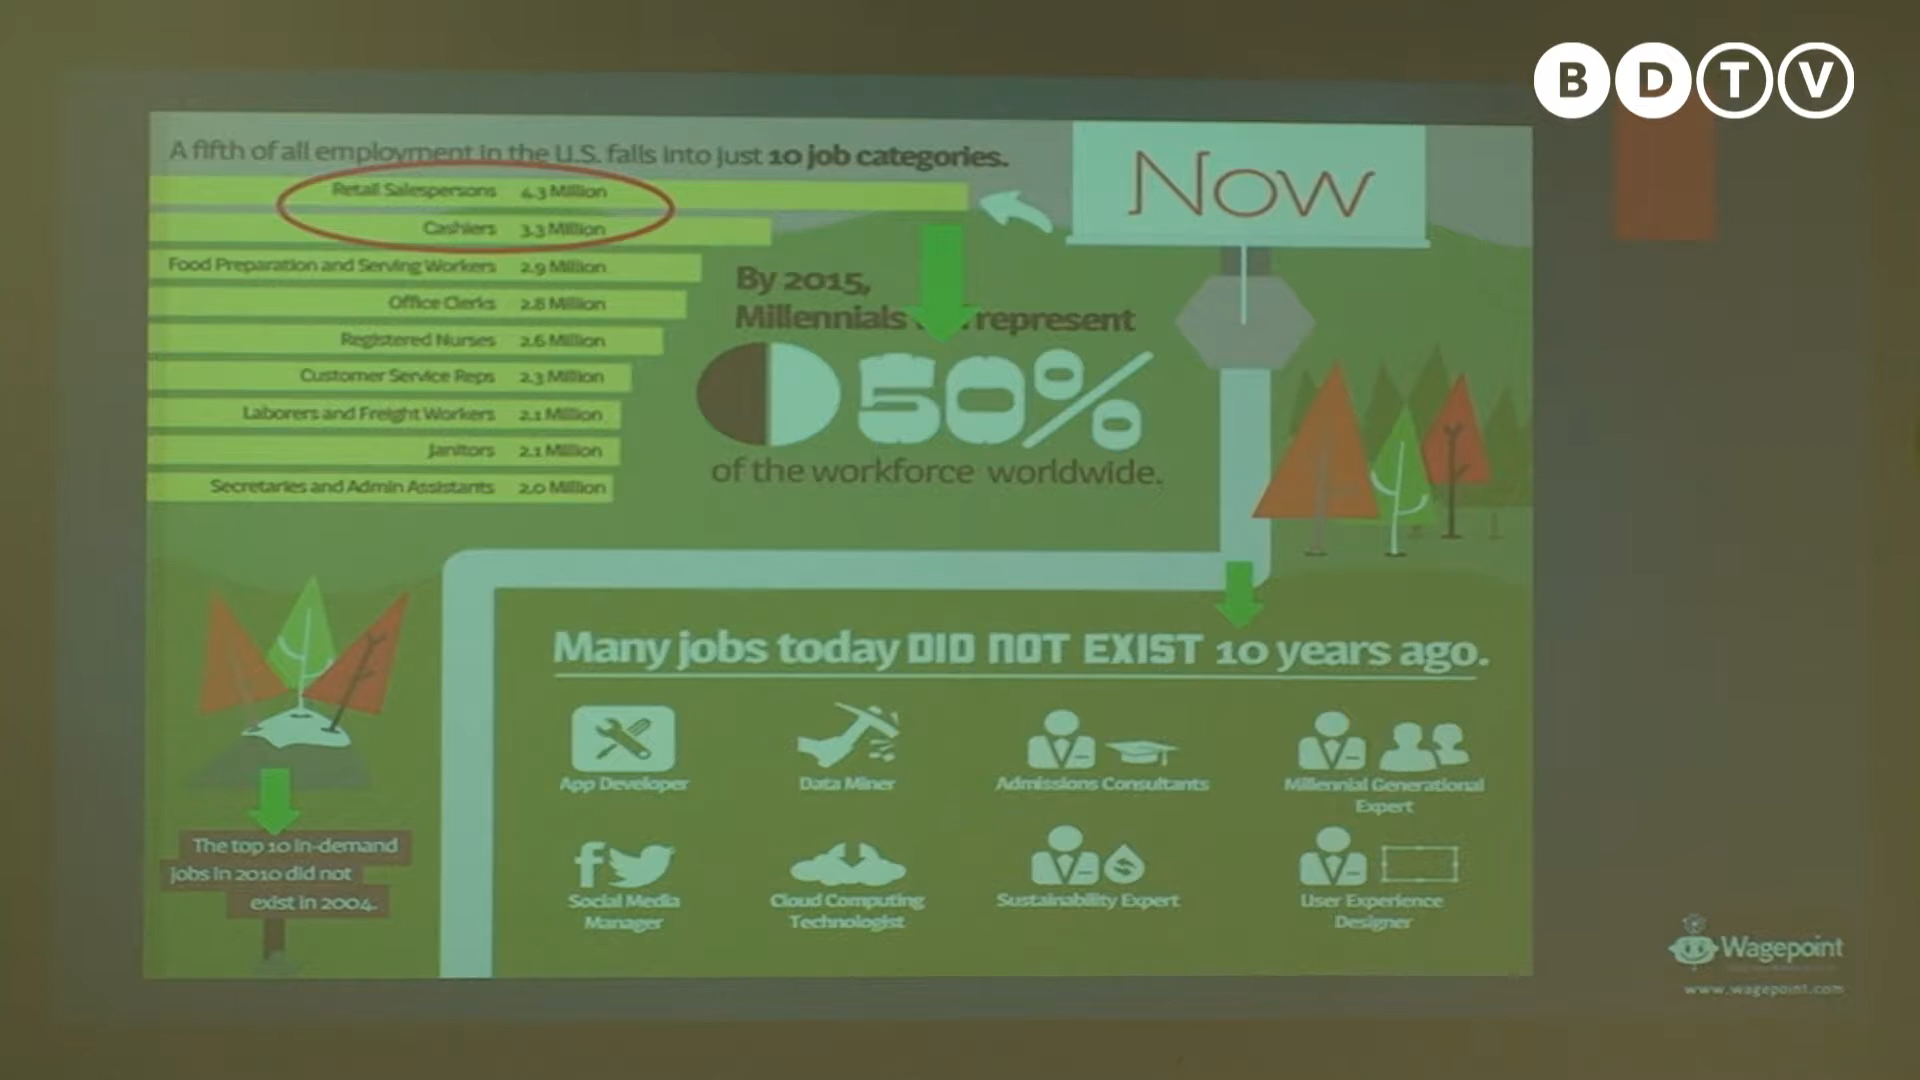 BDTV
A fifth of all employment in the U.S. falls into just 10 job categories.
Retail Salespersons 4.3 Million
Cashiers 3.3 Million
Food Preparation and Serving Workers 2.9 Million
Office Clerks 2.8 Million
Registered Nurses 2.6 Million
Customer Service Reps 2.3 Million
Laborers and Freight Workers 2.1 Million
Janitors 2.1 Million
Secretaries and Admin Assistants 2.0 Million
Now
By 2015,
Millennials represent
50%
of the workforce worldwide.
Many jobs today DID NOT EXIST 10 years ago.
App Developer
Data Miner
Admissions Consultants
Millennial Generational
Expert
Social Media
Manager
Cloud Computing
Technologist
Sustainability Expert
User Experience
Designer
The top 10 in-demand
jobs in 2010 did not
exist in 2004.
Wagepoint
www.wagepoint.com